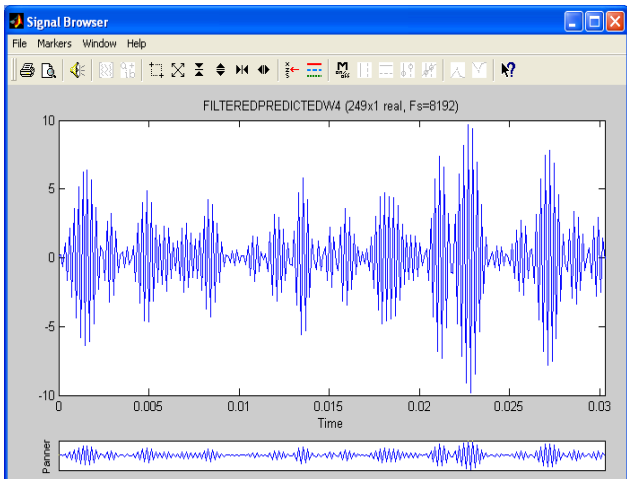 Signal Browser
File Markers Window Help
FILTEREDPREDICTEDW4 (249x1 real, Fs=8192)
10
5
0
-5
-10
0 0.005 0.01 0.015 0.02 0.025 0.03
Time
Panner